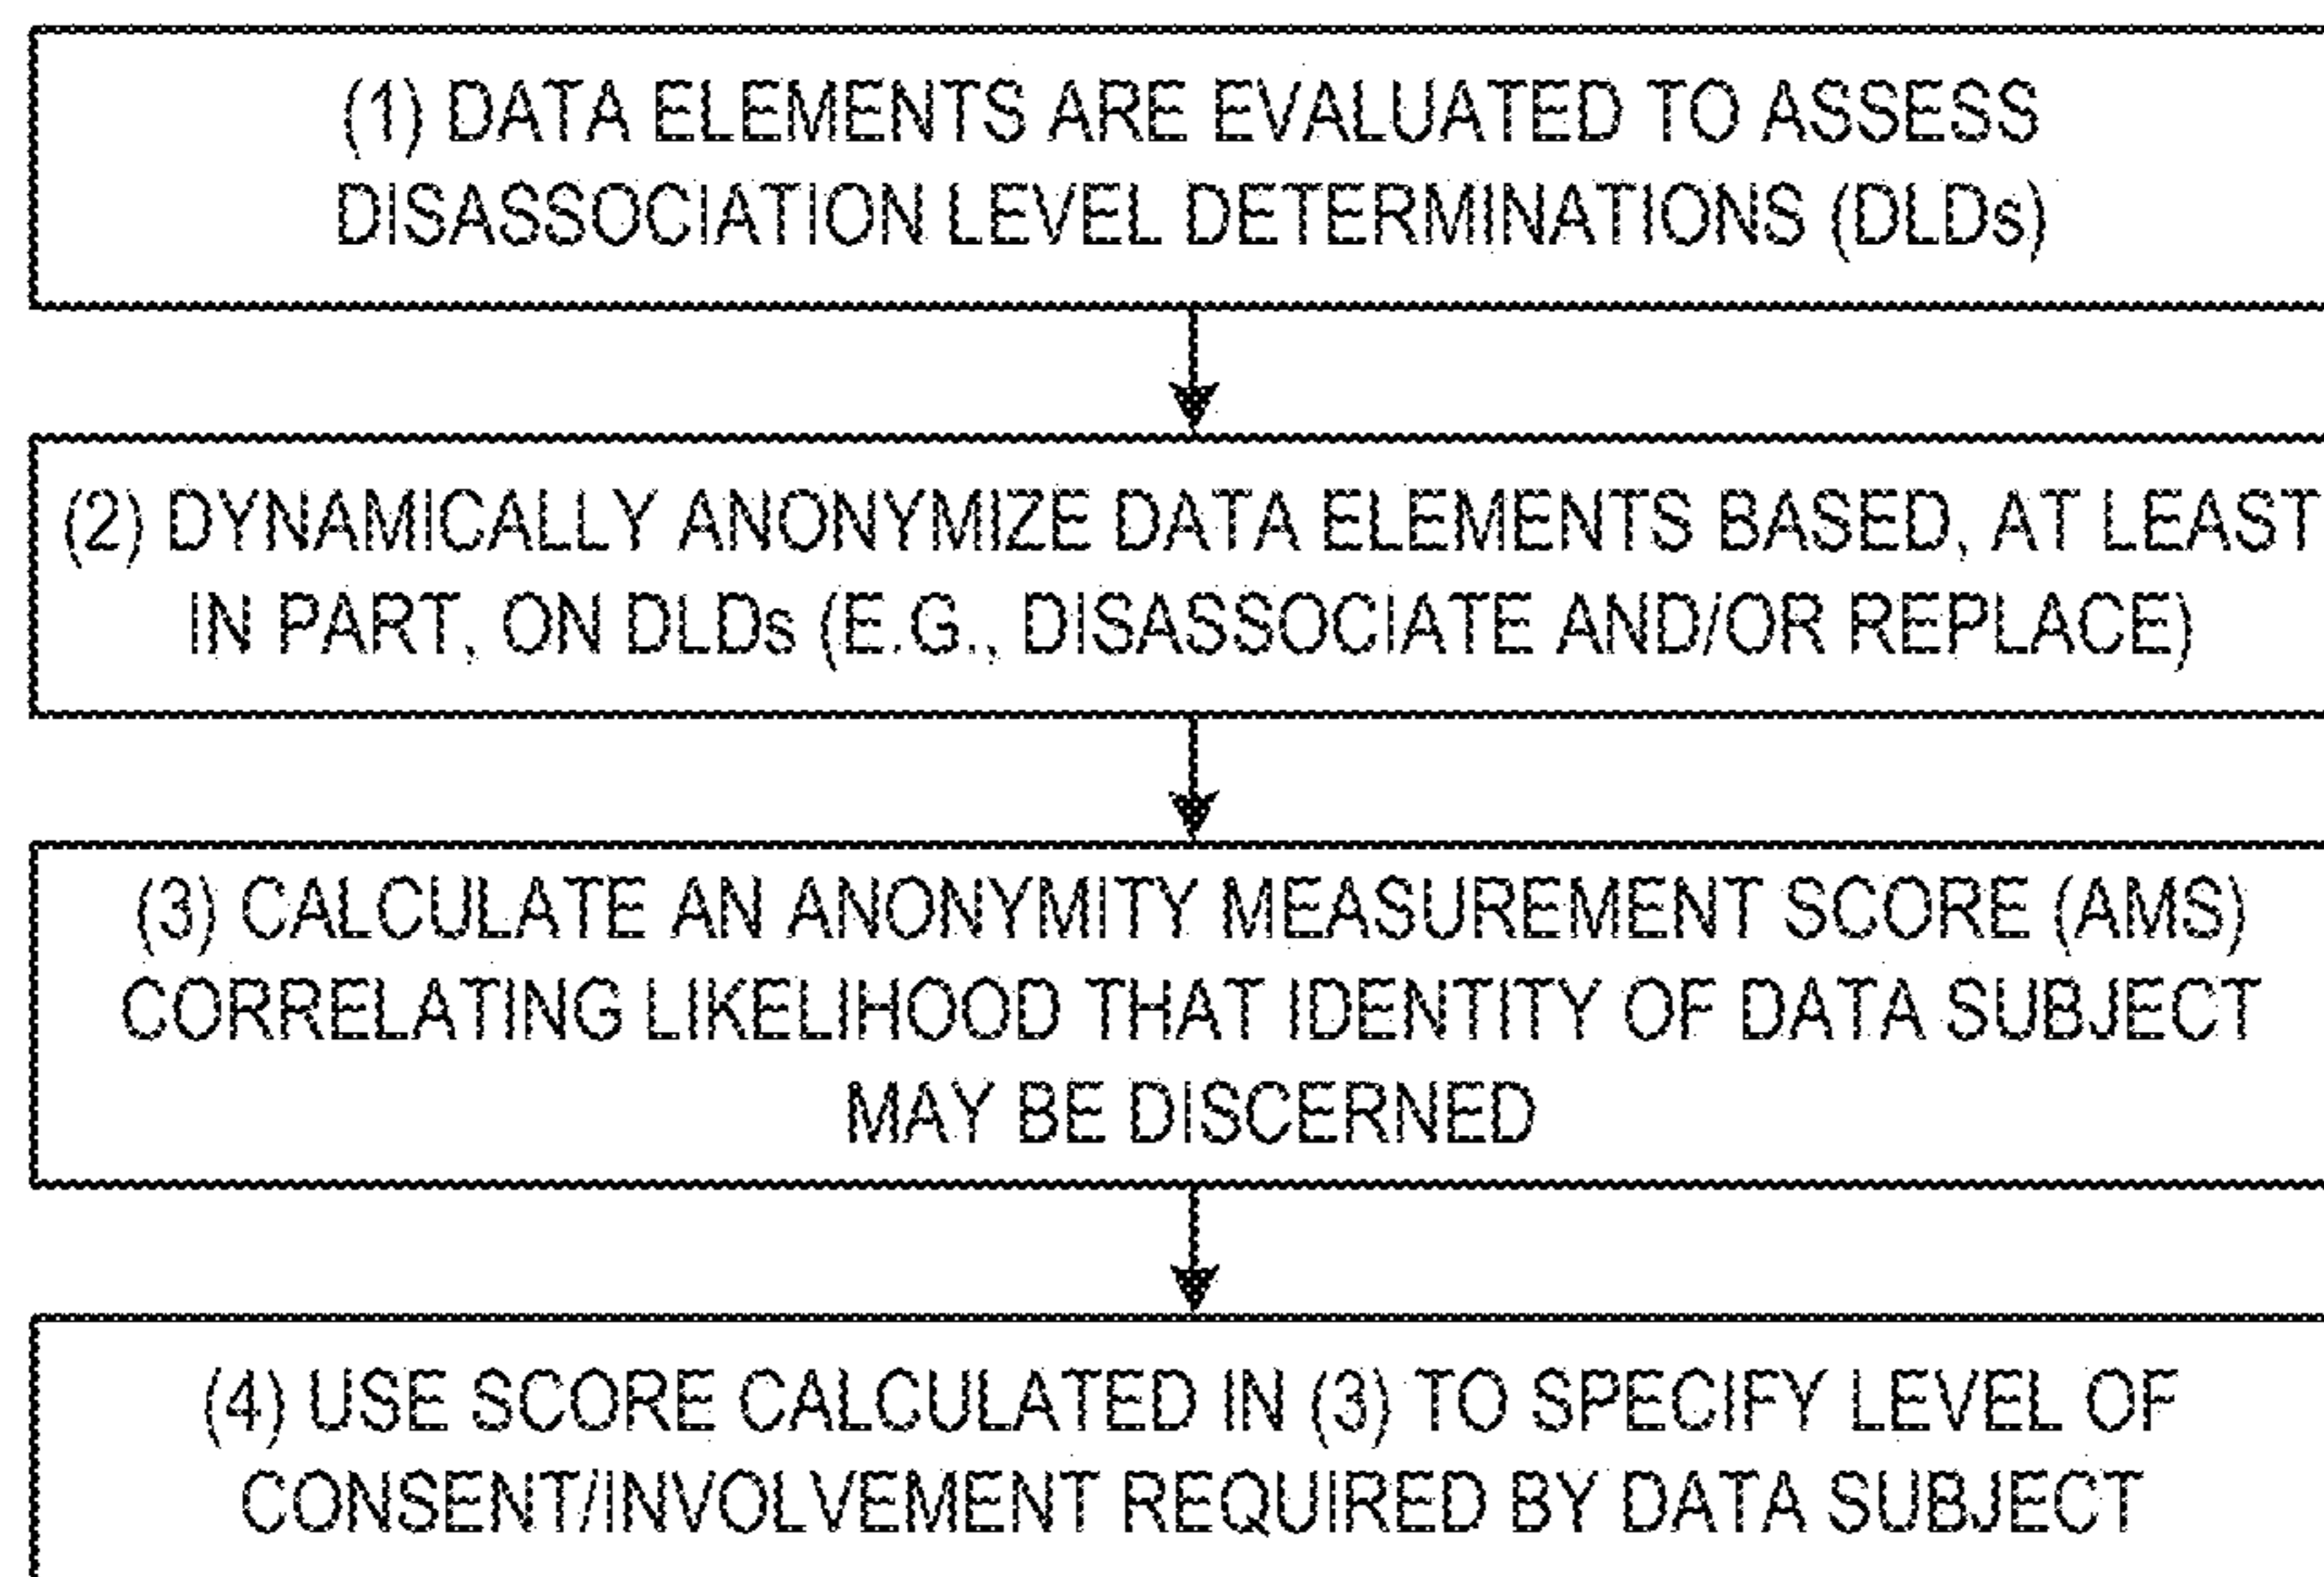 (1) DATA ELEMENTS ARE EVALUATED TO ASSESS
DISASSOCIATION LEVEL DETERMINATIONS (DLDs)
(2) DYNAMICALLY ANONYMIZE DATA ELEMENTS BASED, AT LEAST
IN PART, ON DLDs (E.G., DISASSOCIATE AND/OR REPLACE)
(3) CALCULATE AN ANONYMITY MEASUREMENT SCORE (AMS)
CORRELATING LIKELIHOOD THAT IDENTITY OF DATA SUBJECT
MAY BE DISCERNED
(4) USE SCORE CALCULATED IN (3) TO SPECIFY LEVEL OF
CONSENT/INVOLVEMENT REQUIRED BY DATA SUBJECT